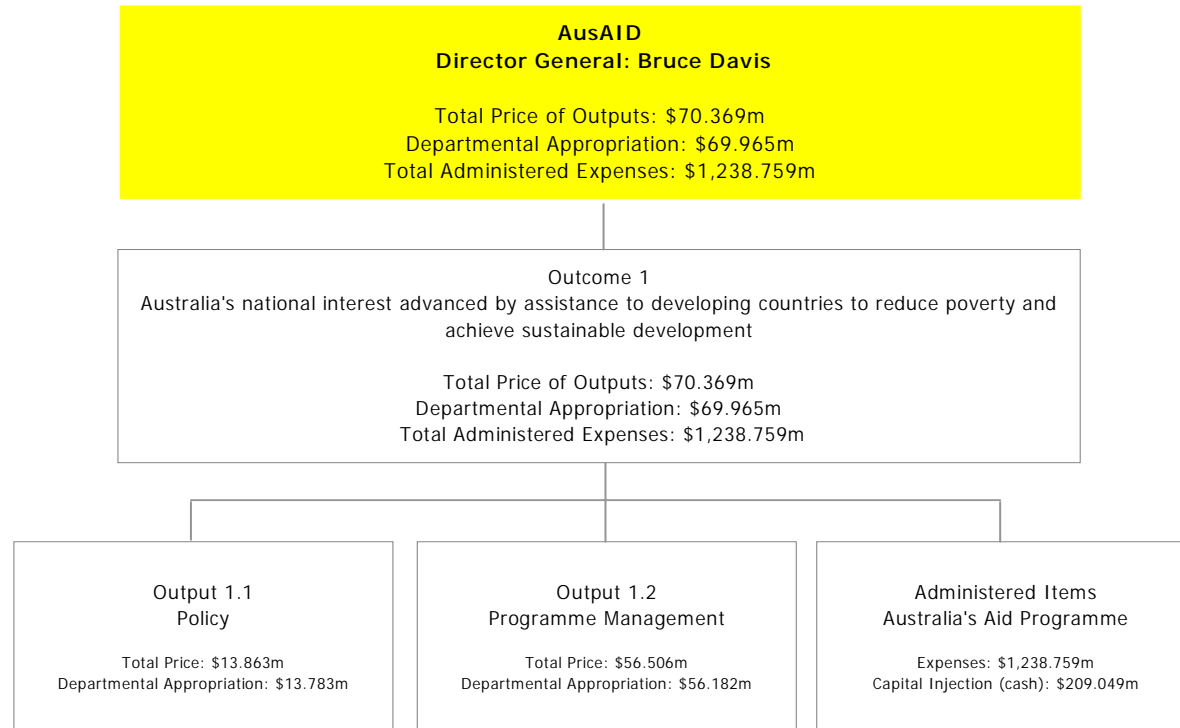 AusAID
Director General: Bruce Davis
Total Price of Outputs: $70.369m
Departmental Appropriation: $69.965m
Total Administered Expenses: $1,238.759m
Outcome 1
Australia's national interest advanced by assistance to developing countries to reduce poverty and
achieve sustainable development
Total Price of Outputs: $70.369m
Departmental Appropriation: $69.965m
Total Administered Expenses: $1,238.759m
Output 1.1
Policy
Total Price: $13.863m
Departmental Appropriation: $13.783m
Output 1.2
Programme Management
Total Price: $56.506m
Departmental Appropriation: $56.182m
Administered Items
Australia's Aid Programme
Expenses: $1,238.759m
Capital Injection (cash): $209.049m